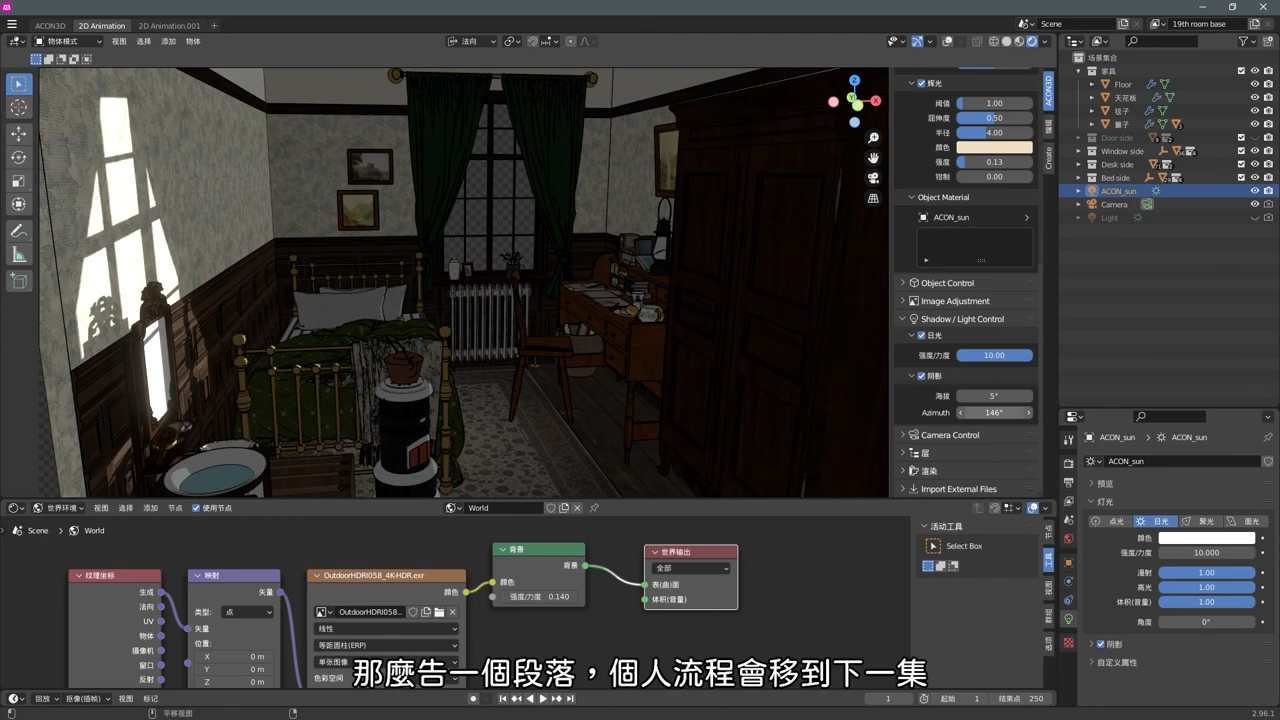 ACON3D
2D Animation
2D Animation.001
Scene
19th room base
物体模式
视图
选择
添加
物体
法向
场景集合
家具
Floor
天花板
毯子
Door side
Window side
Desk side
Bed side
ACON_sun
Camera
Light
辉光
阈值 1.00
屈伸度 0.50
半径 4.00
颜色
强度 0.13
钳制 0.00
Object Material
ACON_sun
Object Control
Image Adjustment
Shadow / Light Control
日光
强度/力度 10.00
阴影
海拔 5°
Azimuth 146°
Camera Control
层
渲染
Import External Files
ACON3D
编辑
Create
ACON_sun
ACON_sun
ACON_sun
预览
灯光
点光
日光
聚光
面光
颜色
强度/力度 10.000
漫射 1.00
高光 1.00
体积(音量) 1.00
角度 0°
阴影
自定义属性
世界环境
视图
选择
添加
节点
使用节点
World
Scene
World
纹理坐标
生成
法向
UV
物体
摄像机
窗口
反射
映射
矢量
类型: 点
矢量
位置:
X 0 m
Y 0 m
Z 0 m
OutdoorHDRI058_4K-HDR.exr
颜色
OutdoorHDRI058...
线性
等距圆柱(ERP)
单张图像
色彩空间
背景
背景
颜色
强度/力度 0.140
世界输出
全部
表(曲)面
体积(音量)
活动工具
Select Box
节点
工具
视图
群组
选项
那麼告一個段落，個人流程會移到下一集
回放
抠像(插帧)
视图
标记
1
起始 1
结束点 250
平移视图
2.96.1